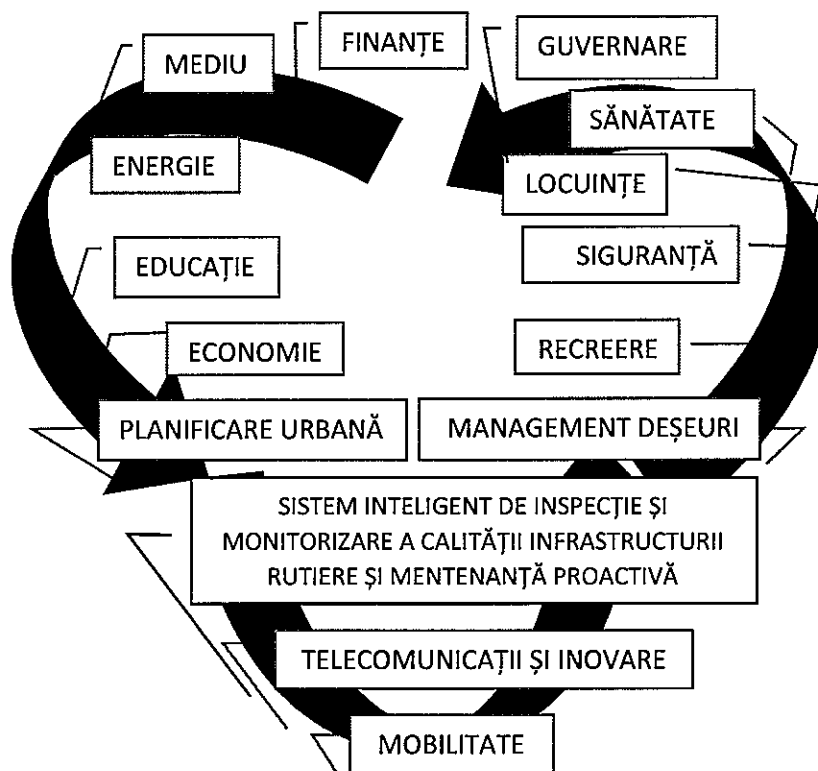 FINANȚE
GUVERNARE
MEDIU
SĂNĂTATE
ENERGIE
LOCUINȚE
SIGURANȚĂ
EDUCAȚIE
ECONOMIE
RECREERE
PLANIFICARE URBANĂ
MANAGEMENT DEȘEURI
SISTEM INTELIGENT DE INSPECȚIE ȘI
MONITORIZARE A CALITĂȚII INFRASTRUCTURII
RUTIERE ȘI MENTENANȚĂ PROACTIVĂ
TELECOMUNICAȚII ȘI INOVARE
MOBILITATE